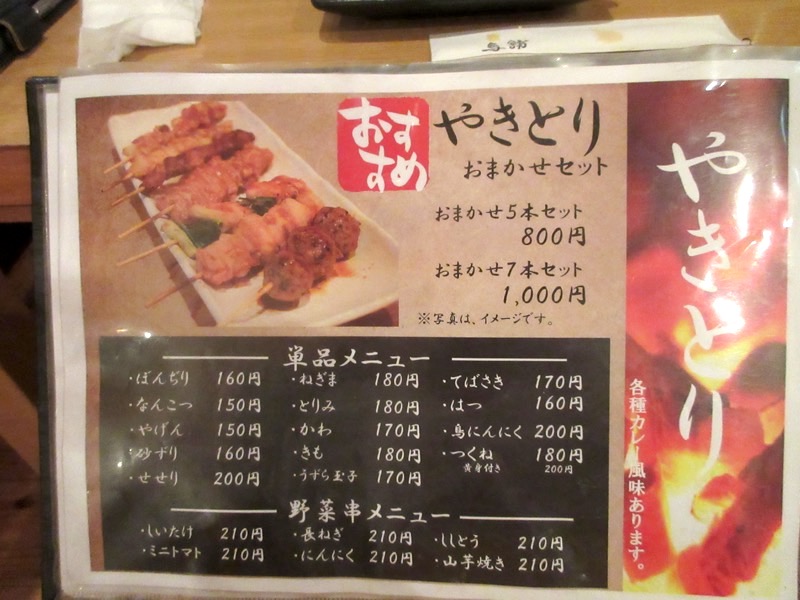 おすすめ
やきとり
おまかせセット
おまかせ5本セット
800円
おまかせ7本セット
1,000円
※写真は、イメージです。
やきとり
各種カレー風味あります。
単品メニュー
・ぼんぢり 160円
・なんこつ 150円
・やげん 150円
・砂ずり 160円
・せせり 200円
・ねぎま 180円
・とりみ 180円
・かわ 170円
・きも 180円
・うずら玉子 170円
・てばさき 170円
・はつ 160円
・鳥にんにく 200円
・つくね 180円
黄身付き 200円
野菜串メニュー
・しいたけ 210円
・ミニトマト 210円
・長ねぎ 210円
・にんにく 210円
・ししとう 210円
・山芋焼き 210円